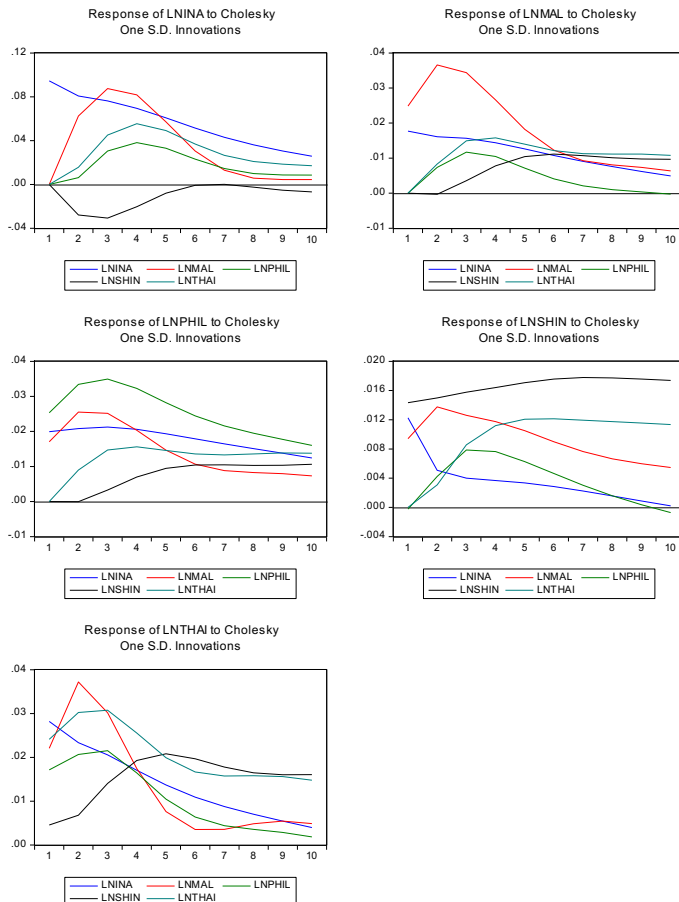 Response of LNINA to Cholesky
One S.D. Innovations
.12
.08
.04
.00
-.04
1 2 3 4 5 6 7 8 9 10
LNINA LNMAL LNPHIL
LNSHIN LNTHAI
Response of LNMAL to Cholesky
One S.D. Innovations
.04
.03
.02
.01
.00
-.01
1 2 3 4 5 6 7 8 9 10
LNINA LNMAL LNPHIL
LNSHIN LNTHAI
Response of LNPHIL to Cholesky
One S.D. Innovations
.04
.03
.02
.01
.00
-.01
1 2 3 4 5 6 7 8 9 10
LNINA LNMAL LNPHIL
LNSHIN LNTHAI
Response of LNSHIN to Cholesky
One S.D. Innovations
.020
.016
.012
.008
.004
.000
-.004
1 2 3 4 5 6 7 8 9 10
LNINA LNMAL LNPHIL
LNSHIN LNTHAI
Response of LNTHAI to Cholesky
One S.D. Innovations
.04
.03
.02
.01
.00
1 2 3 4 5 6 7 8 9 10
LNINA LNMAL LNPHIL
LNSHIN LNTHAI